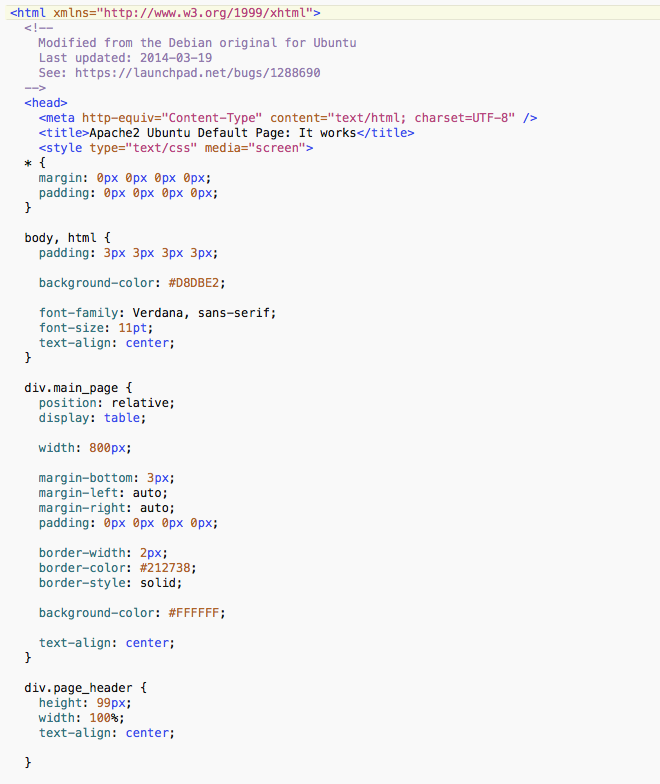 <html xmlns="http://www.w3.org/1999/xhtml">
  <!--
    Modified from the Debian original for Ubuntu
    Last updated: 2014-03-19
    See: https://launchpad.net/bugs/1288690
  -->
  <head>
    <meta http-equiv="Content-Type" content="text/html; charset=UTF-8" />
    <title>Apache2 Ubuntu Default Page: It works</title>
    <style type="text/css" media="screen">
  * {
    margin: 0px 0px 0px 0px;
    padding: 0px 0px 0px 0px;
  }

  body, html {
    padding: 3px 3px 3px 3px;

    background-color: #D8DBE2;

    font-family: Verdana, sans-serif;
    font-size: 11pt;
    text-align: center;
  }

  div.main_page {
    position: relative;
    display: table;

    width: 800px;

    margin-bottom: 3px;
    margin-left: auto;
    margin-right: auto;
    padding: 0px 0px 0px 0px;

    border-width: 2px;
    border-color: #212738;
    border-style: solid;

    background-color: #FFFFFF;

    text-align: center;
  }

  div.page_header {
    height: 99px;
    width: 100%;
    text-align: center;

  }